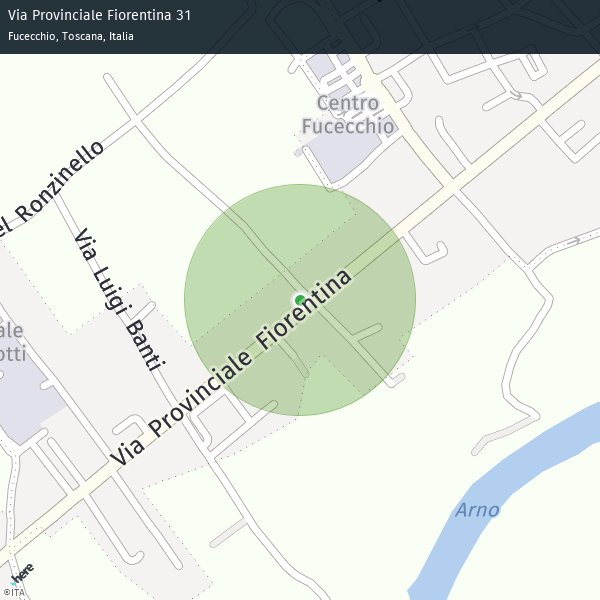 Via Provinciale Fiorentina 31
Fucecchio, Toscana, Italia
Centro
Fucecchio
el Ronzinello
Via Luigi Banti
ale
otti
Via Provinciale Fiorentina
Arno
here
©ITA